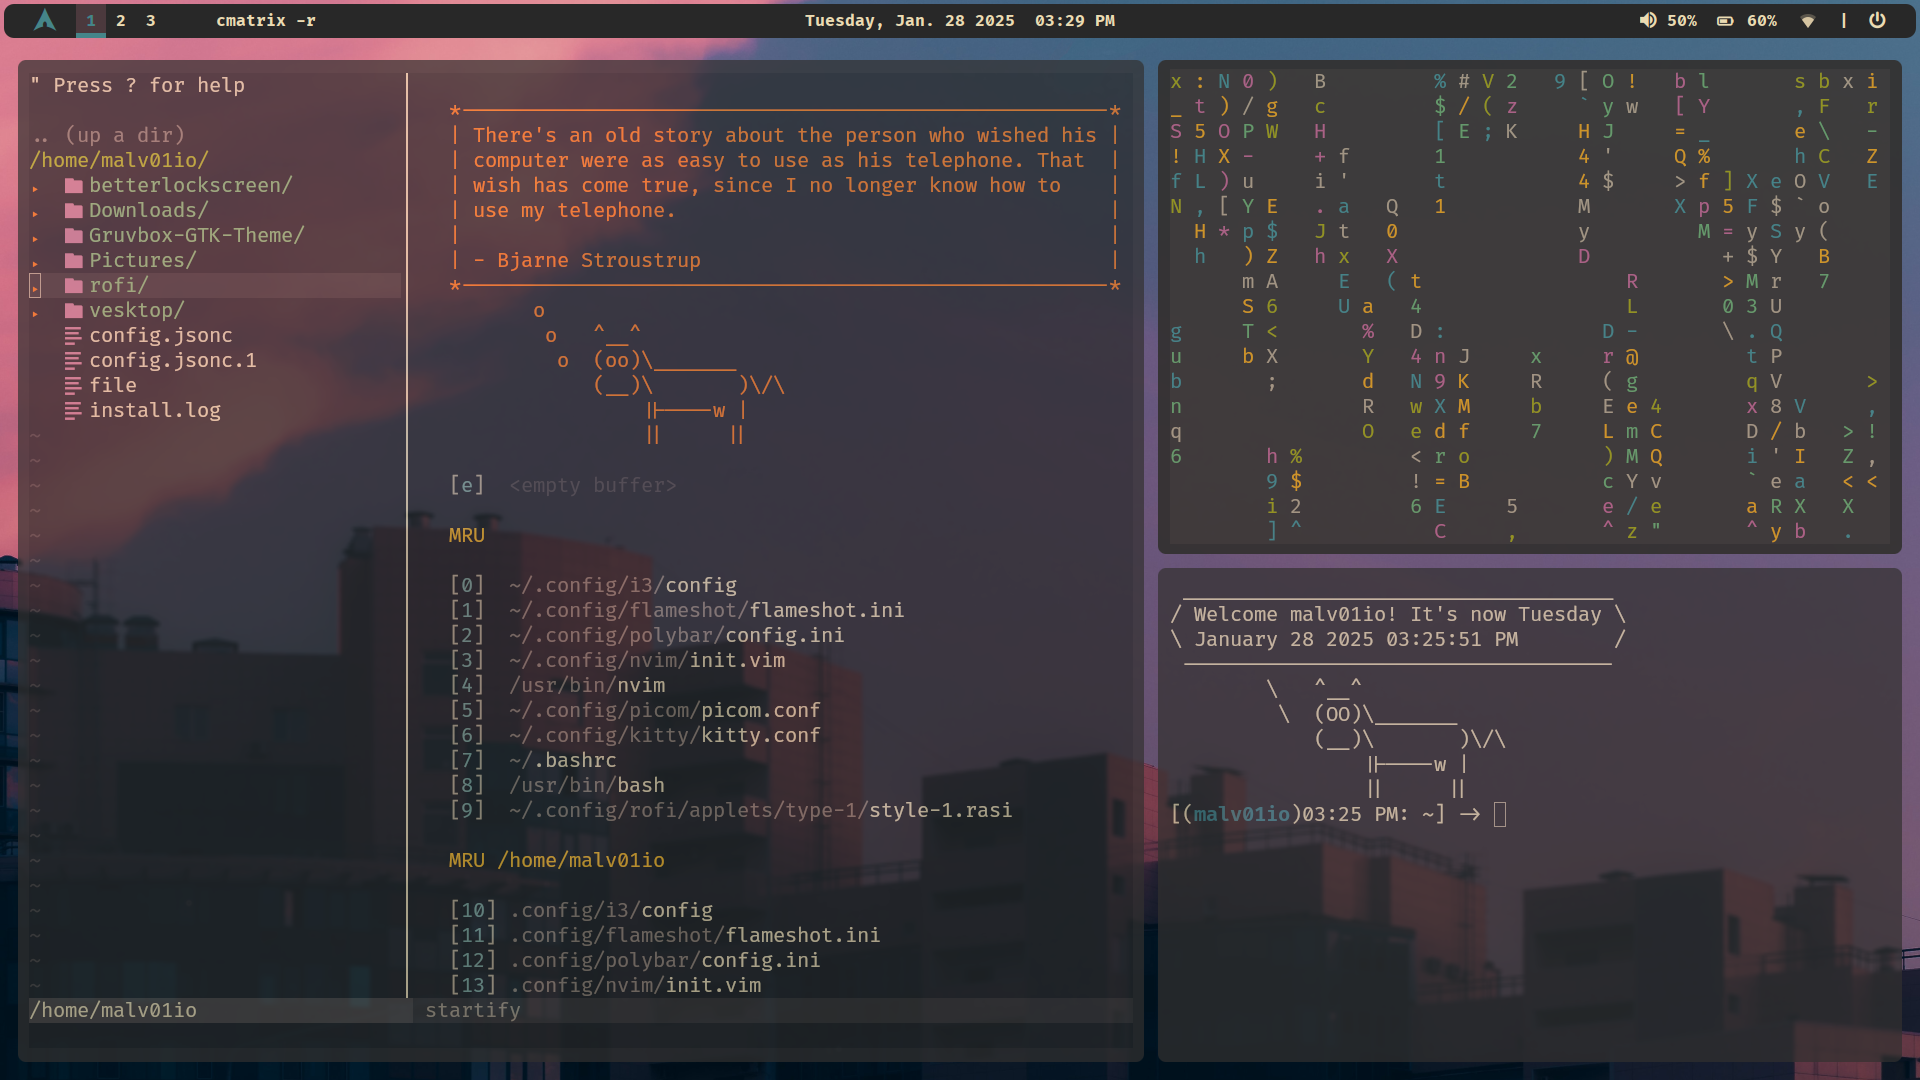 1 2 3 cmatrix -r
Tuesday, Jan. 28 2025 03:29 PM
50% 60% |
" Press ? for help
.. (up a dir)
/home/malv01io/
betterlockscreen/
Downloads/
Gruvbox-GTK-Theme/
Pictures/
rofi/
vesktop/
config.jsonc
config.jsonc.1
file
install.log
/home/malv01io
There's an old story about the person who wished his
computer were as easy to use as his telephone. That
wish has come true, since I no longer know how to
use my telephone.
- Bjarne Stroustrup
[e] <empty buffer>
MRU
[0] ~/.config/i3/config
[1] ~/.config/flameshot/flameshot.ini
[2] ~/.config/polybar/config.ini
[3] ~/.config/nvim/init.vim
[4] /usr/bin/nvim
[5] ~/.config/picom/picom.conf
[6] ~/.config/kitty/kitty.conf
[7] ~/.bashrc
[8] /usr/bin/bash
[9] ~/.config/rofi/applets/type-1/style-1.rasi
MRU /home/malv01io
[10] .config/i3/config
[11] .config/flameshot/flameshot.ini
[12] .config/polybar/config.ini
[13] .config/nvim/init.vim
startify
/ Welcome malv01io! It's now Tuesday \
\ January 28 2025 03:25:51 PM /
[(malv01io)03:25 PM: ~] →